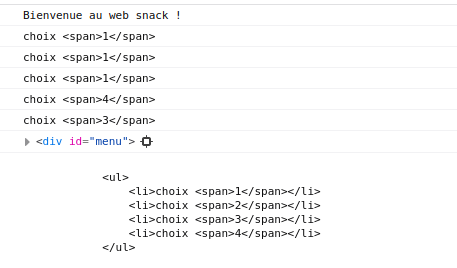 Bienvenue au web snack !
choix <span>1</span>
choix <span>1</span>
choix <span>1</span>
choix <span>4</span>
choix <span>3</span>
<div id="menu">
<ul>
<li>choix <span>1</span></li>
<li>choix <span>2</span></li>
<li>choix <span>3</span></li>
<li>choix <span>4</span></li>
</ul>